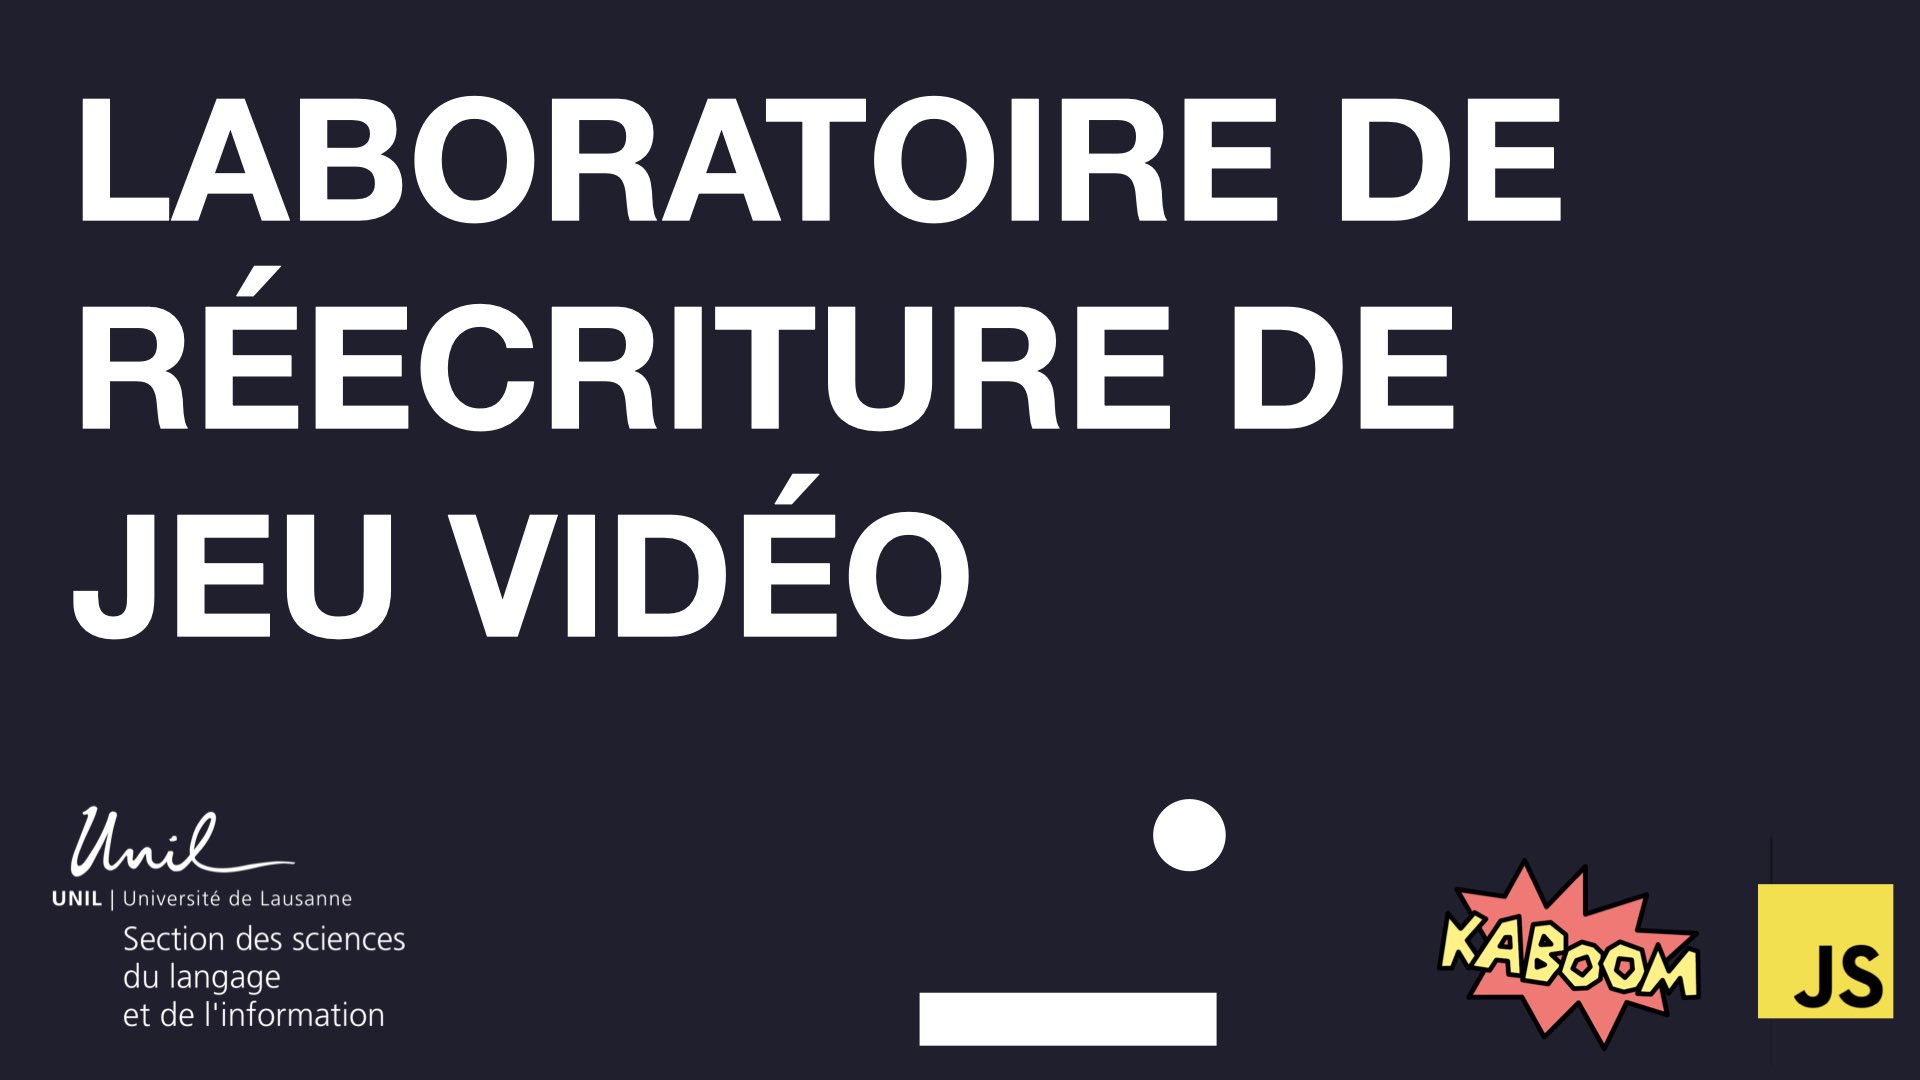 LABORATOIRE DE
RÉECRITURE DE
JEU VIDÉO
Unil
UNIL | Université de Lausanne
Section des sciences
du langage
et de l'information
KABOOM
JS